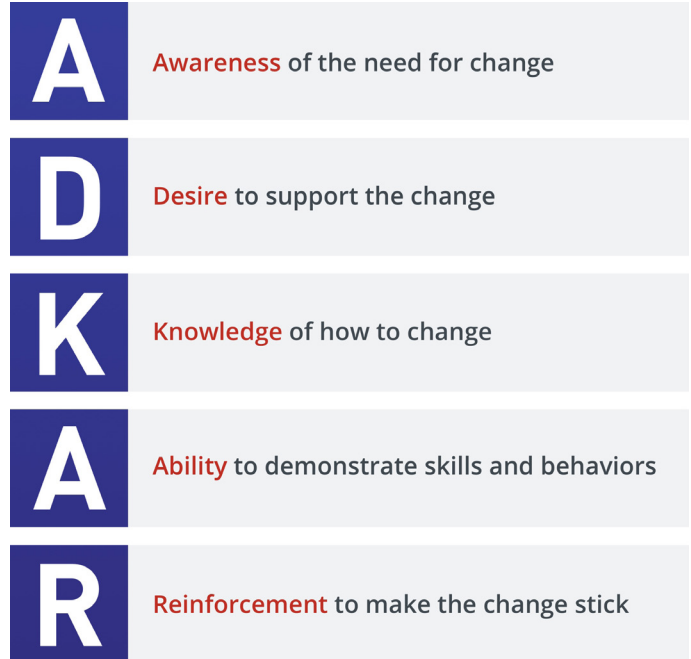 A
Awareness of the need for change
D
Desire to support the change
K
Knowledge of how to change
A
Ability to demonstrate skills and behaviors
R
Reinforcement to make the change stick